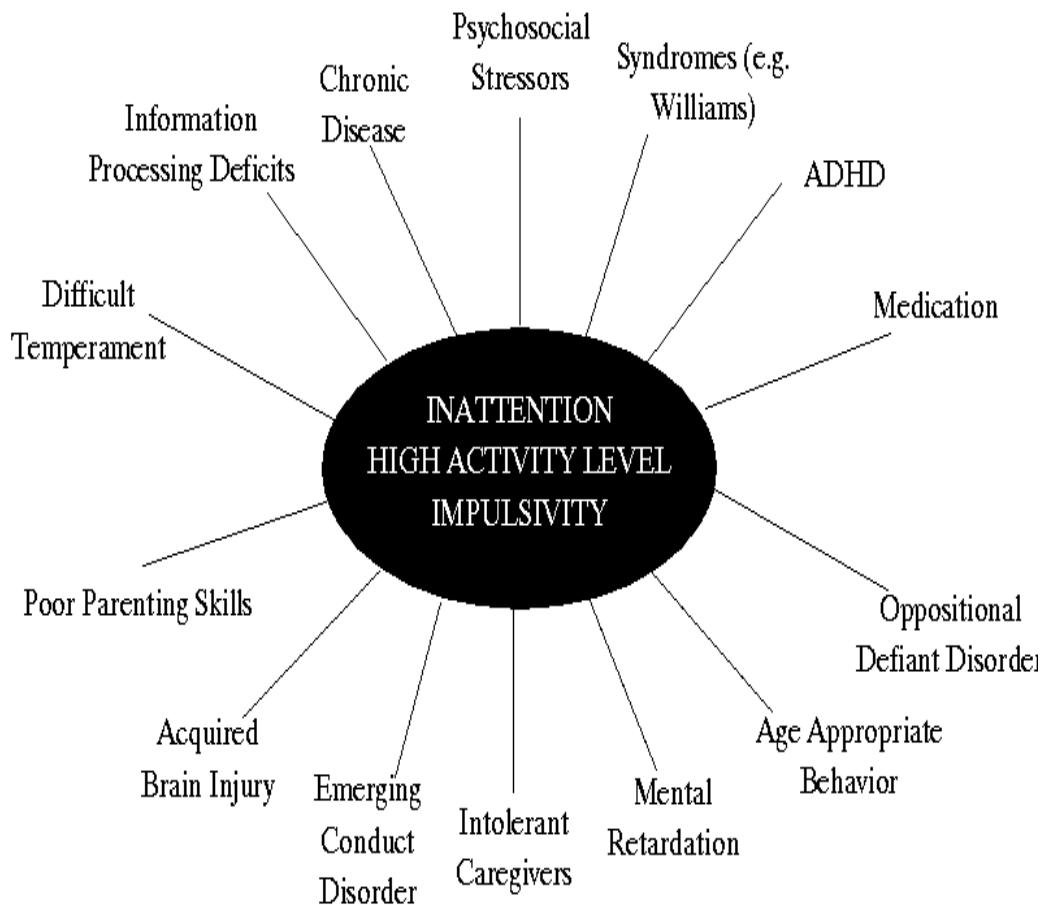 Psychosocial
Stressors
Syndromes (e.g.
Williams)
Chronic
Disease
Information
Processing Deficits
ADHD
Difficult
Temperament
Medication
INATTENTION
HIGH ACTIVITY LEVEL
IMPULSIVITY
Poor Parenting Skills
Oppositional
Defiant Disorder
Acquired
Brain Injury
Emerging
Conduct
Disorder
Intolerant
Caregivers
Mental
Retardation
Age Appropriate
Behavior